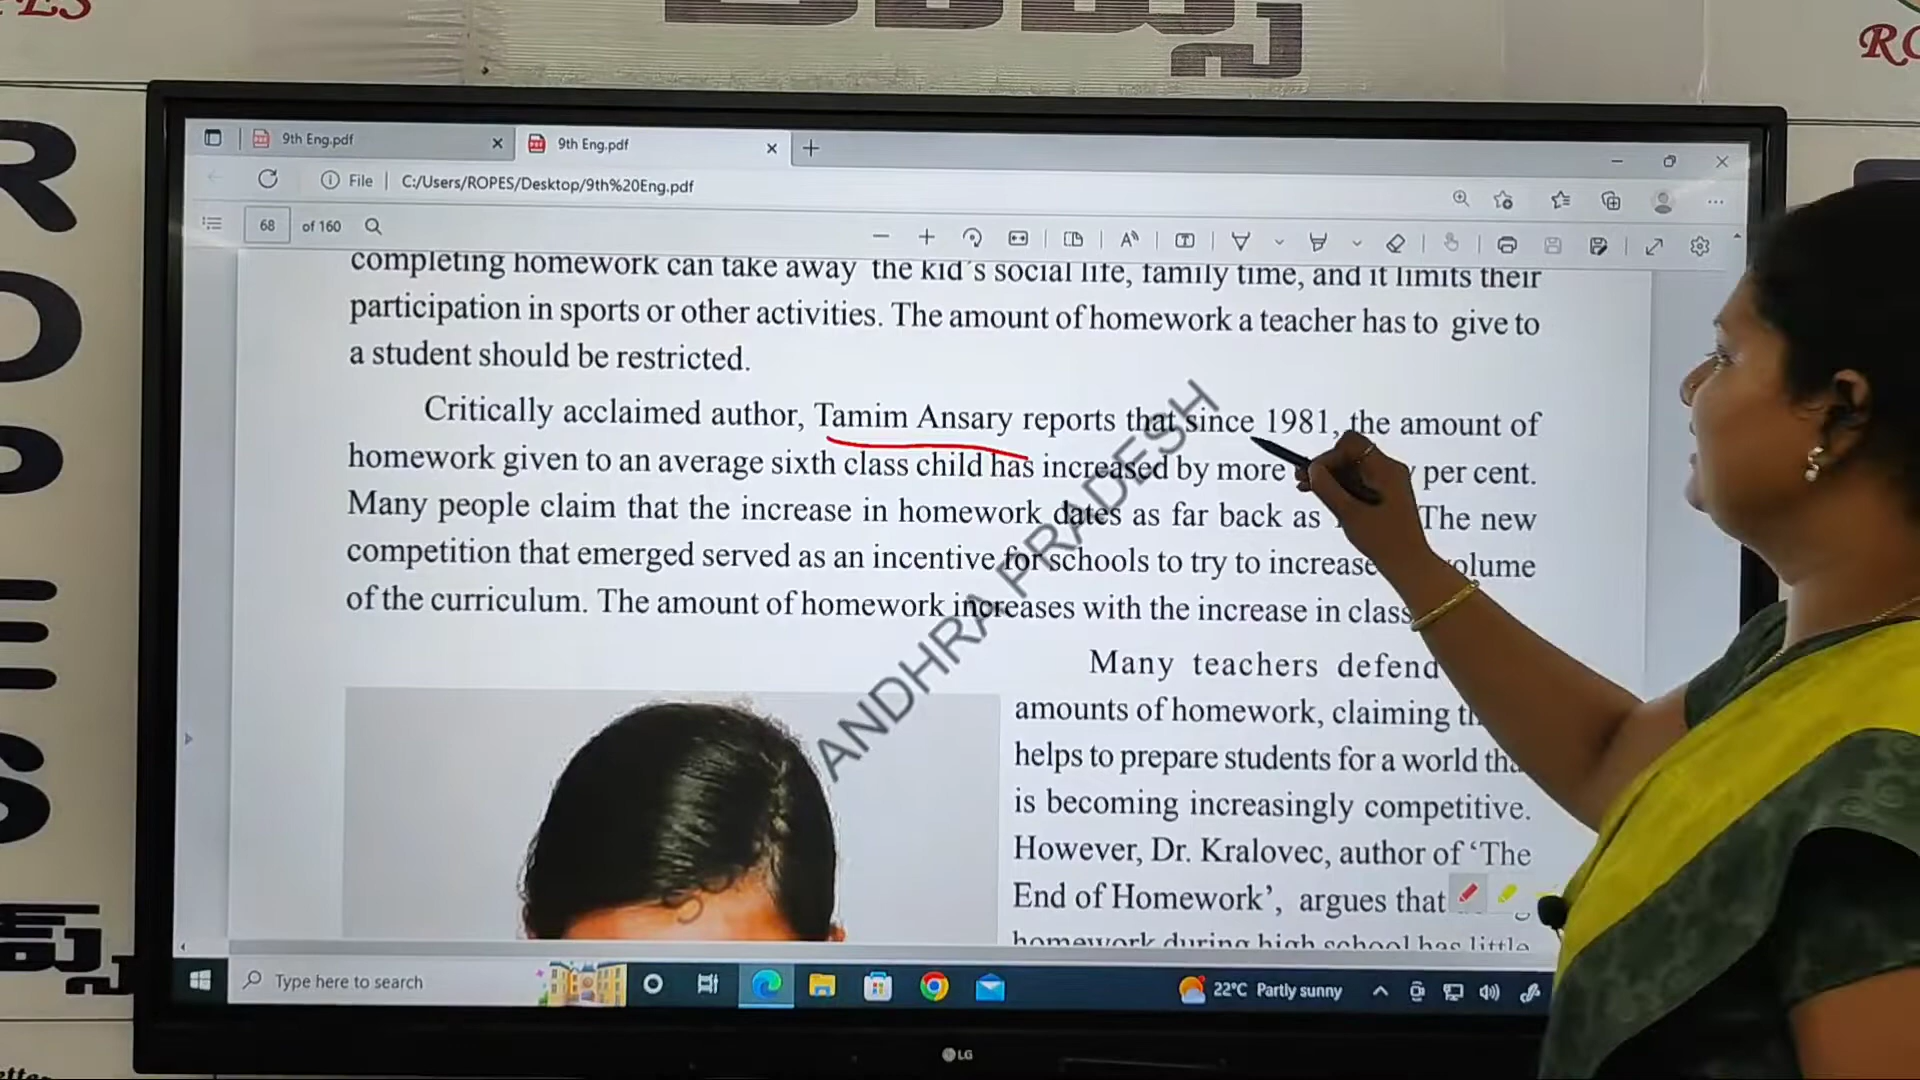 9th Eng.pdf
9th Eng.pdf
File
C:/Users/ROPES/Desktop/9th%20Eng.pdf
68 of 160
completing homework can take away the kid's social life, family time, and it limits their
participation in sports or other activities. The amount of homework a teacher has to give to
a student should be restricted.
Critically acclaimed author, Tamim Ansary reports that since 1981, the amount of
homework given to an average sixth class child has increased by more per cent.
Many people claim that the increase in homework dates as far back as The new
competition that emerged served as an incentive for schools to try to increase volume
of the curriculum. The amount of homework increases with the increase in class
ANDHRA PRADESH
Many teachers defend
amounts of homework, claiming
helps to prepare students for a world
is becoming increasingly competitive.
However, Dr. Kralovec, author of ‘The
End of Homework’, argues that
homework during high school has little
Type here to search
22°C Partly sunny
LG
R
O
P
E
S